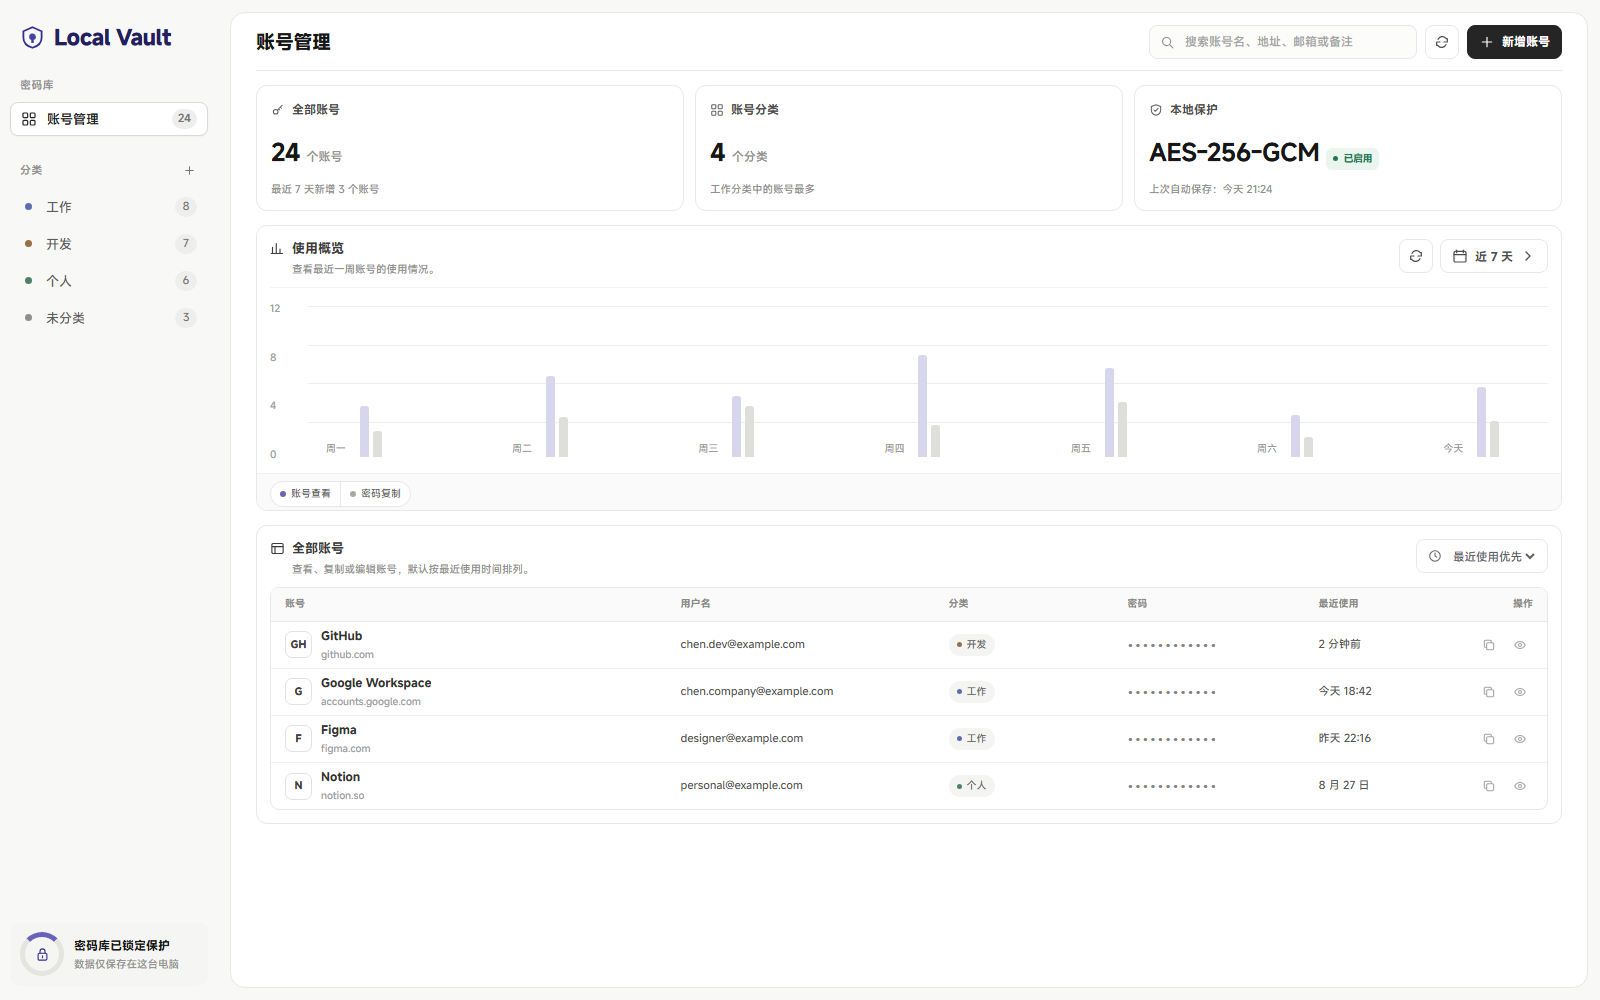 Local Vault
密码库
账号管理 24
分类
工作 8
开发 7
个人 6
未分类 3
密码库已锁定保护
数据仅保存在这台电脑
账号管理
搜索账号名、地址、邮箱或备注
新增账号
全部账号
24 个账号
最近 7 天新增 3 个账号
账号分类
4 个分类
工作分类中的账号最多
本地保护
AES-256-GCM 已启用
上次自动保存：今天 21:24
使用概览
查看最近一周账号的使用情况。
近 7 天
12
8
4
0
周一 周二 周三 周四 周五 周六 今天
账号查看 密码复制
全部账号
查看、复制或编辑账号，默认按最近使用时间排列。
最近使用优先
账号 用户名 分类 密码 最近使用 操作
GH GitHub
github.com
chen.dev@example.com 开发 •••••••••••• 2 分钟前
G Google Workspace
accounts.google.com
chen.company@example.com 工作 •••••••••••• 今天 18:42
F Figma
figma.com
designer@example.com 工作 •••••••••••• 昨天 22:16
N Notion
notion.so
personal@example.com 个人 •••••••••••• 8 月 27 日